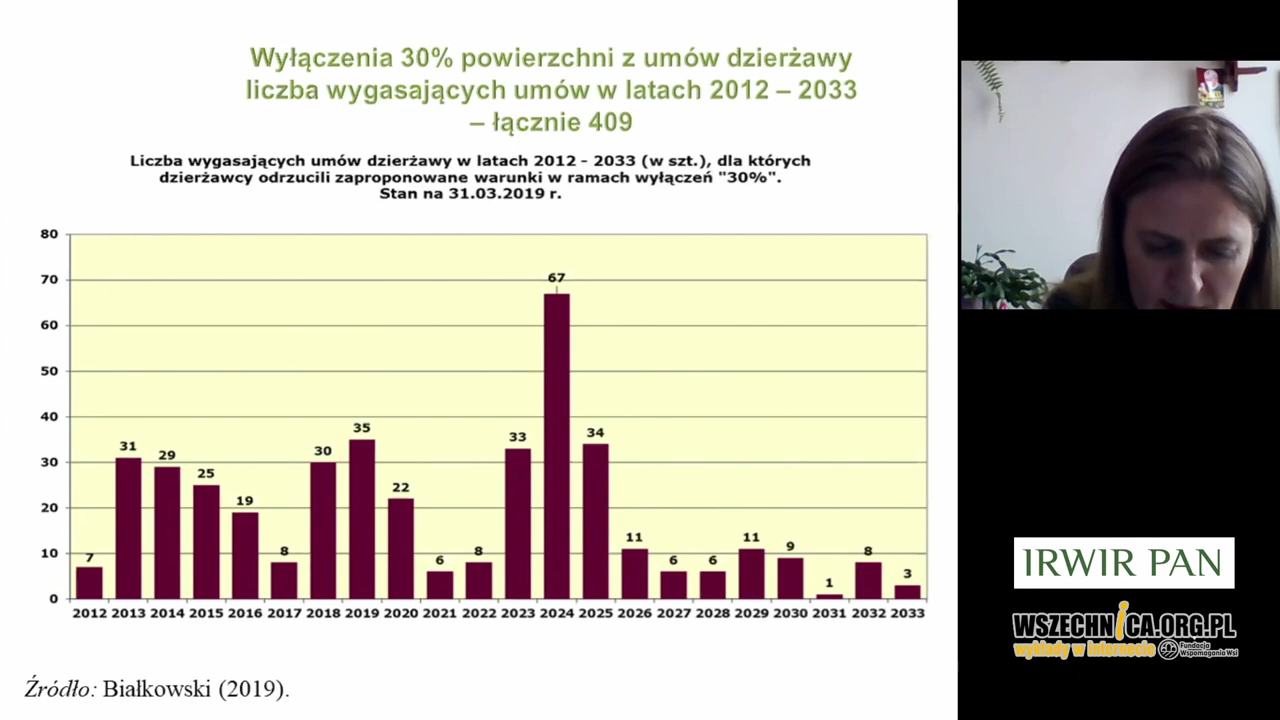 Wyłączenia 30% powierzchni z umów dzierżawy
liczba wygasających umów w latach 2012 – 2033
– łącznie 409
Liczba wygasających umów dzierżawy w latach 2012 - 2033 (w szt.), dla których
dzierżawcy odrzucili zaproponowane warunki w ramach wyłączeń "30%".
Stan na 31.03.2019 r.
80
70
60
50
40
30
20
10
0
7
31
29
25
19
8
30
35
22
6
8
33
67
34
11
6
6
11
9
1
8
3
2012 2013 2014 2015 2016 2017 2018 2019 2020 2021 2022 2023 2024 2025 2026 2027 2028 2029 2030 2031 2032 2033
Źródło: Białkowski (2019).
IRWIR PAN
WSZECHNICA.ORG.PL
wykłady w internecie
Fundacja
Wspomagania Wsi